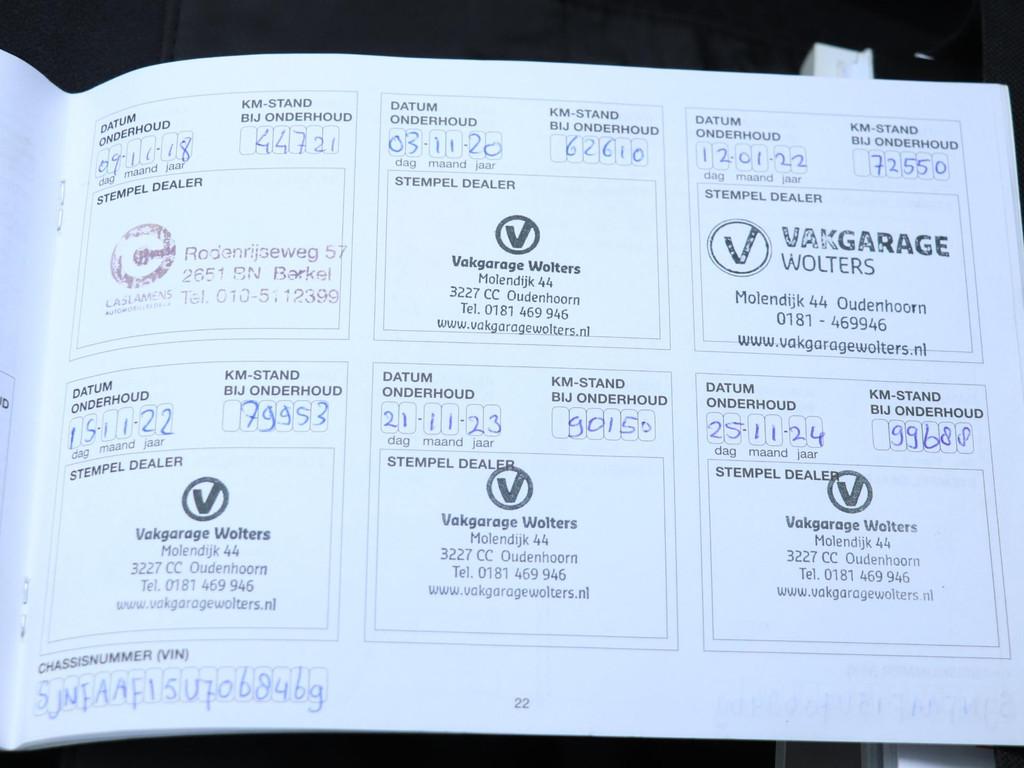 DATUM
ONDERHOUD
09-11-18
dag maand jaar
KM-STAND
BIJ ONDERHOUD
44721
STEMPEL DEALER
Rodenrijseweg 57
2651 BN Berkel
Tel. 010-5112399
CASLAMENS
DATUM
ONDERHOUD
03-11-20
dag maand jaar
KM-STAND
BIJ ONDERHOUD
62610
STEMPEL DEALER
Vakgarage Wolters
Molendijk 44
3227 CC Oudenhoorn
Tel. 0181 469 946
www.vakgaragewolters.nl
DATUM
ONDERHOUD
12-01-22
dag maand jaar
KM-STAND
BIJ ONDERHOUD
72550
STEMPEL DEALER
VAKGARAGE
WOLTERS
Molendijk 44 Oudenhoorn
0181 - 469946
www.vakgaragewolters.nl
DATUM
ONDERHOUD
15-11-22
dag maand jaar
KM-STAND
BIJ ONDERHOUD
79953
STEMPEL DEALER
Vakgarage Wolters
Molendijk 44
3227 CC Oudenhoorn
Tel. 0181 469 946
www.vakgaragewolters.nl
DATUM
ONDERHOUD
21-11-23
dag maand jaar
KM-STAND
BIJ ONDERHOUD
90150
STEMPEL DEALER
Vakgarage Wolters
Molendijk 44
3227 CC Oudenhoorn
Tel. 0181 469 946
www.vakgaragewolters.nl
DATUM
ONDERHOUD
25-11-24
dag maand jaar
KM-STAND
BIJ ONDERHOUD
99688
STEMPEL DEALER
Vakgarage Wolters
Molendijk 44
3227 CC Oudenhoorn
Tel. 0181 469 946
www.vakgaragewolters.nl
CHASSISNUMMER (VIN)
SJNFAAF15U7068469
22